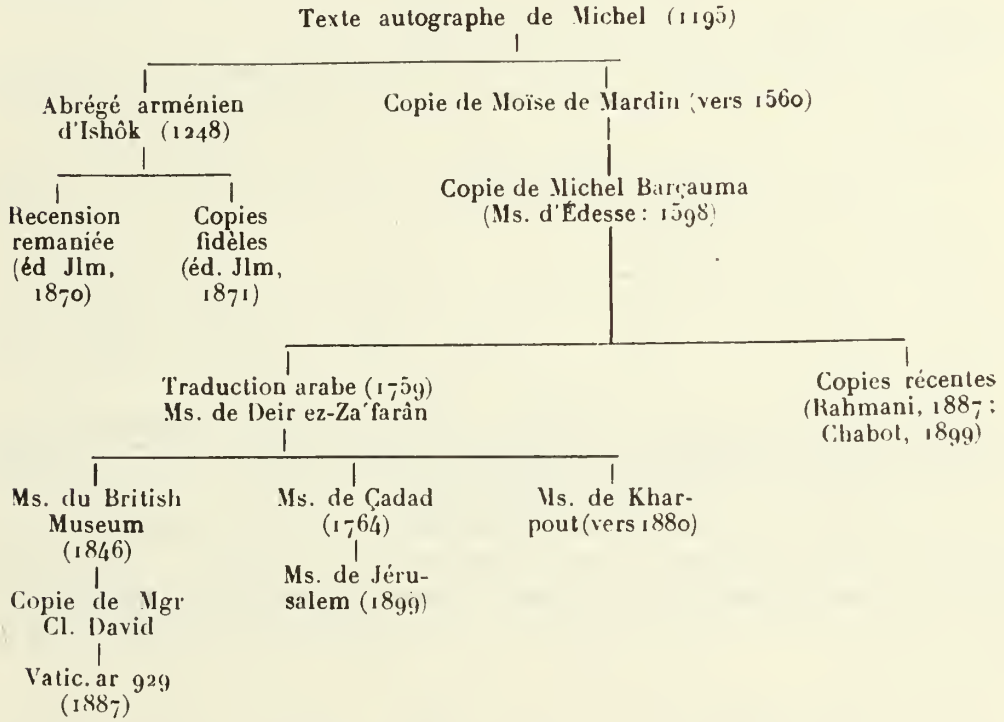 Texte autographe de Michel (1195)
Abrégé arménien
d'Ishôk (1248)
Copie de Moïse de Mardin (vers 1560)
Recension
remaniée
(éd Jlm,
1870)
Copies
fidèles
(éd. Jlm,
1871)
Copie de Michel Barçauma
(Ms. d'Édesse : 1598)
Traduction arabe (1759)
Ms. de Deir ez-Za'farân
Copies récentes
(Rahmani, 1887 ;
Chabot, 1899)
Ms. du British
Museum
(1846)
Ms. de Çadad
(1764)
Ms. de Khar-
pout (vers 1880)
Ms. de Jéru-
salem (1899)
Copie de Mgr
Cl. David
Vatic. ar 929
(1887)